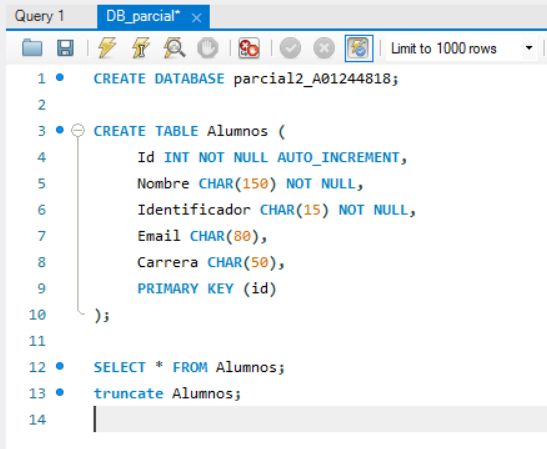 Query 1 DB_parcial*
Limit to 1000 rows
1 CREATE DATABASE parcial2_A01244818;
2
3 CREATE TABLE Alumnos (
4 Id INT NOT NULL AUTO_INCREMENT,
5 Nombre CHAR(150) NOT NULL,
6 Identificador CHAR(15) NOT NULL,
7 Email CHAR(80),
8 Carrera CHAR(50),
9 PRIMARY KEY (id)
10 );
11
12 SELECT * FROM Alumnos;
13 truncate Alumnos;
14